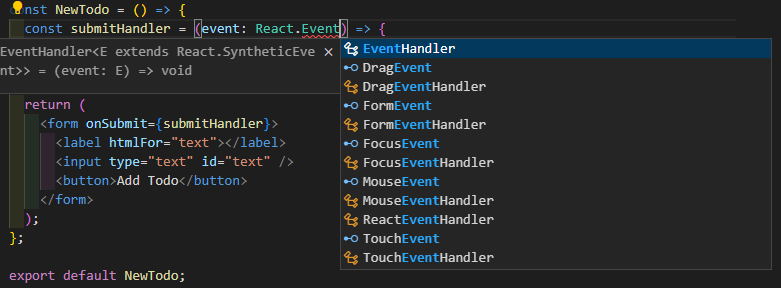 onst NewTodo = () => {
const submitHandler = (event: React.Event) => {
EventHandler<E extends React.SyntheticEve
nt>> = (event: E) => void
EventHandler
DragEvent
DragEventHandler
FormEvent
FormEventHandler
FocusEvent
FocusEventHandler
MouseEvent
MouseEventHandler
ReactEventHandler
TouchEvent
TouchEventHandler
return (
<form onSubmit={submitHandler}>
<label htmlFor="text"></label>
<input type="text" id="text" />
<button>Add Todo</button>
</form>
);
};
export default NewTodo;